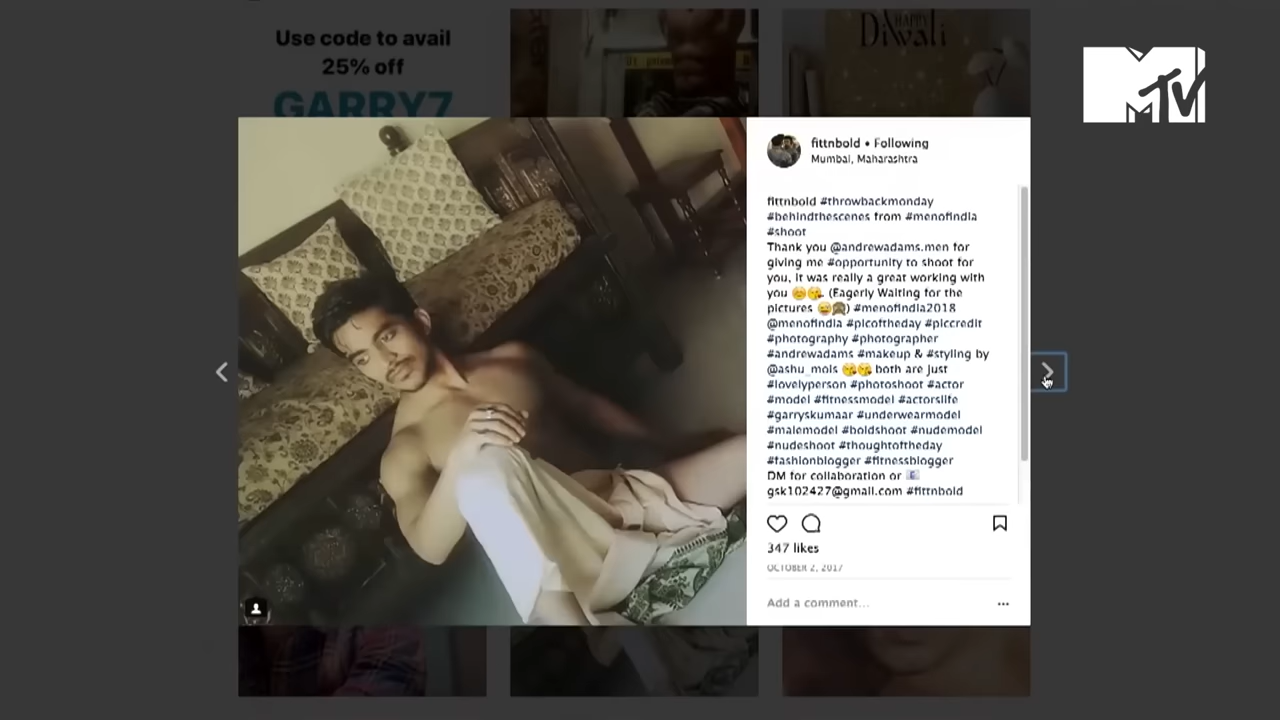 Use code to avail
25% off
GARRY7
HAPPY
Diwali
MTV
fittnbold • Following
Mumbai, Maharashtra
fittnbold #throwbackmonday
#behindthescenes from #menofindia
#shoot
Thank you @andrewadams.men for
giving me #opportunity to shoot for
you, it was really a great working with
you 😊😘. (Eagerly Waiting for the
pictures 😅🙈) #menofindia2018
@menofindia #picoftheday #piccredit
#photography #photographer
#andrewadams #makeup & #styling by
@ashu_mois 😘😘 both are just
#lovelyperson #photoshoot #actor
#model #fitnessmodel #actorslife
#garryskumaar #underwearmodel
#malemodel #boldshoot #nudemodel
#nudeshoot #thoughtoftheday
#fashionblogger #fitnessblogger
DM for collaboration or 📧
gsk102427@gmail.com #fittnbold
347 likes
OCTOBER 2, 2017
Add a comment...